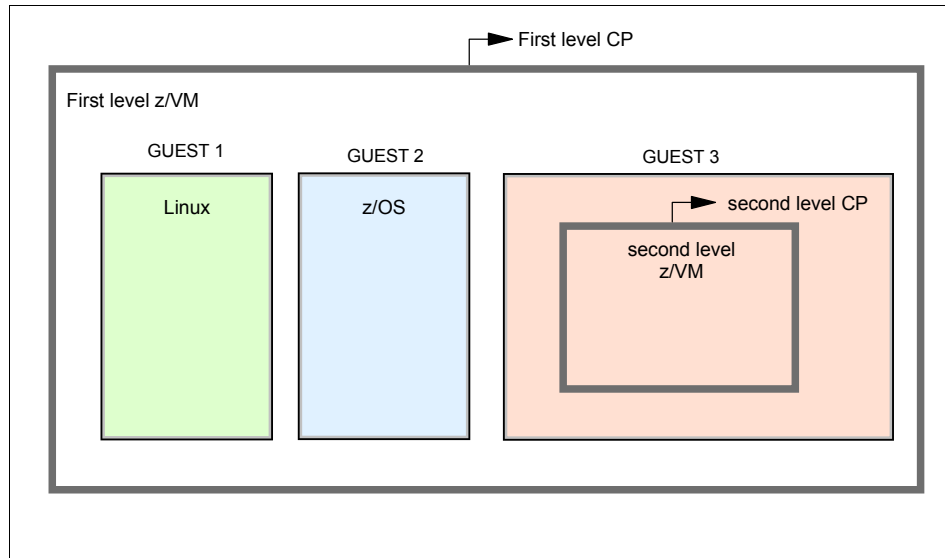 First level CP
First level z/VM
GUEST 1
GUEST 2
GUEST 3
Linux
z/OS
second level CP
second level
z/VM